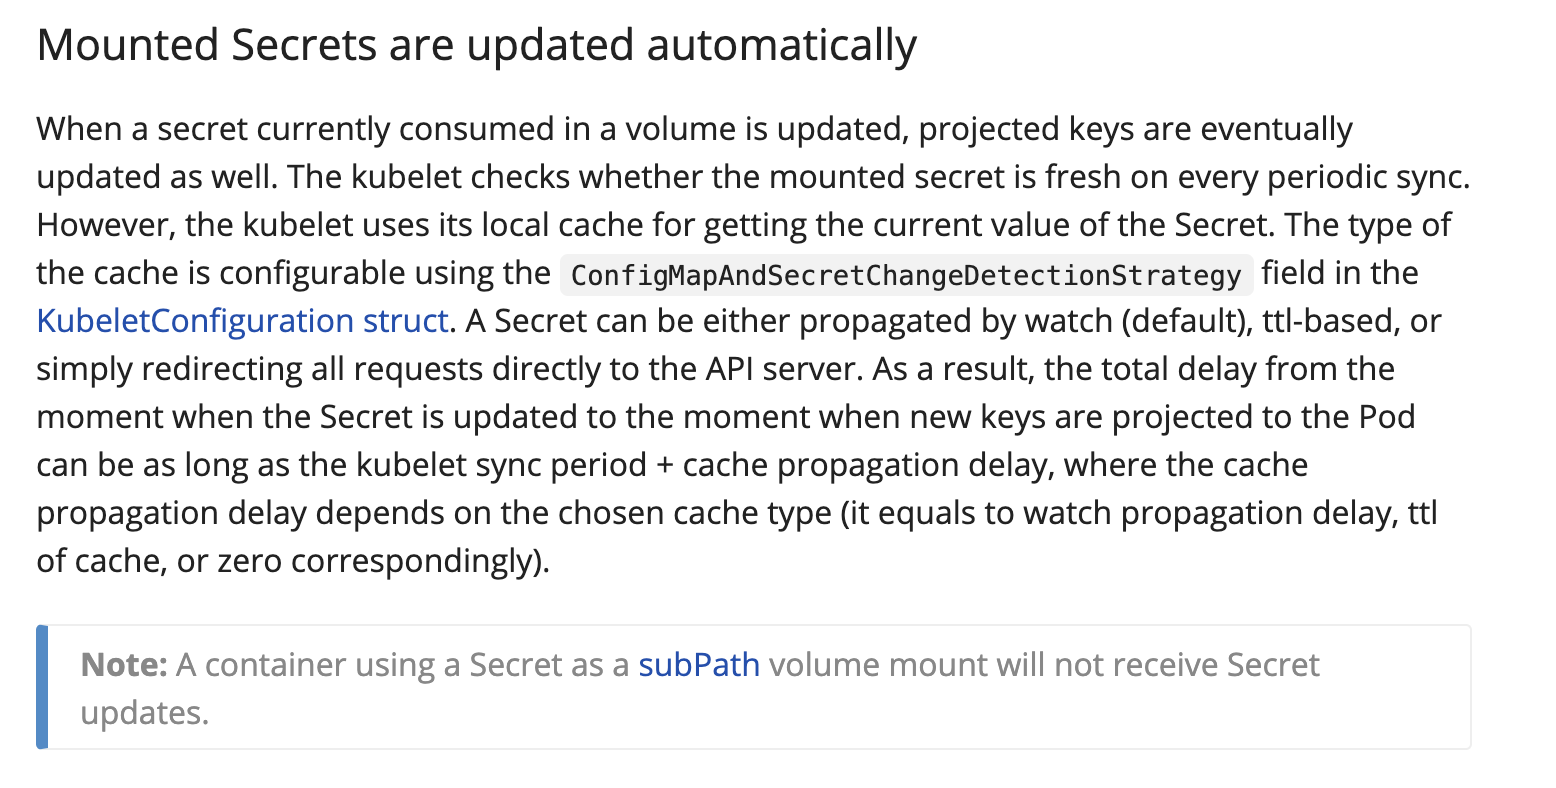 Mounted Secrets are updated automatically
When a secret currently consumed in a volume is updated, projected keys are eventually
updated as well. The kubelet checks whether the mounted secret is fresh on every periodic sync.
However, the kubelet uses its local cache for getting the current value of the Secret. The type of
the cache is configurable using the ConfigMapAndSecretChangeDetectionStrategy field in the
KubeletConfiguration struct. A Secret can be either propagated by watch (default), ttl-based, or
simply redirecting all requests directly to the API server. As a result, the total delay from the
moment when the Secret is updated to the moment when new keys are projected to the Pod
can be as long as the kubelet sync period + cache propagation delay, where the cache
propagation delay depends on the chosen cache type (it equals to watch propagation delay, ttl
of cache, or zero correspondingly).
Note: A container using a Secret as a subPath volume mount will not receive Secret
updates.